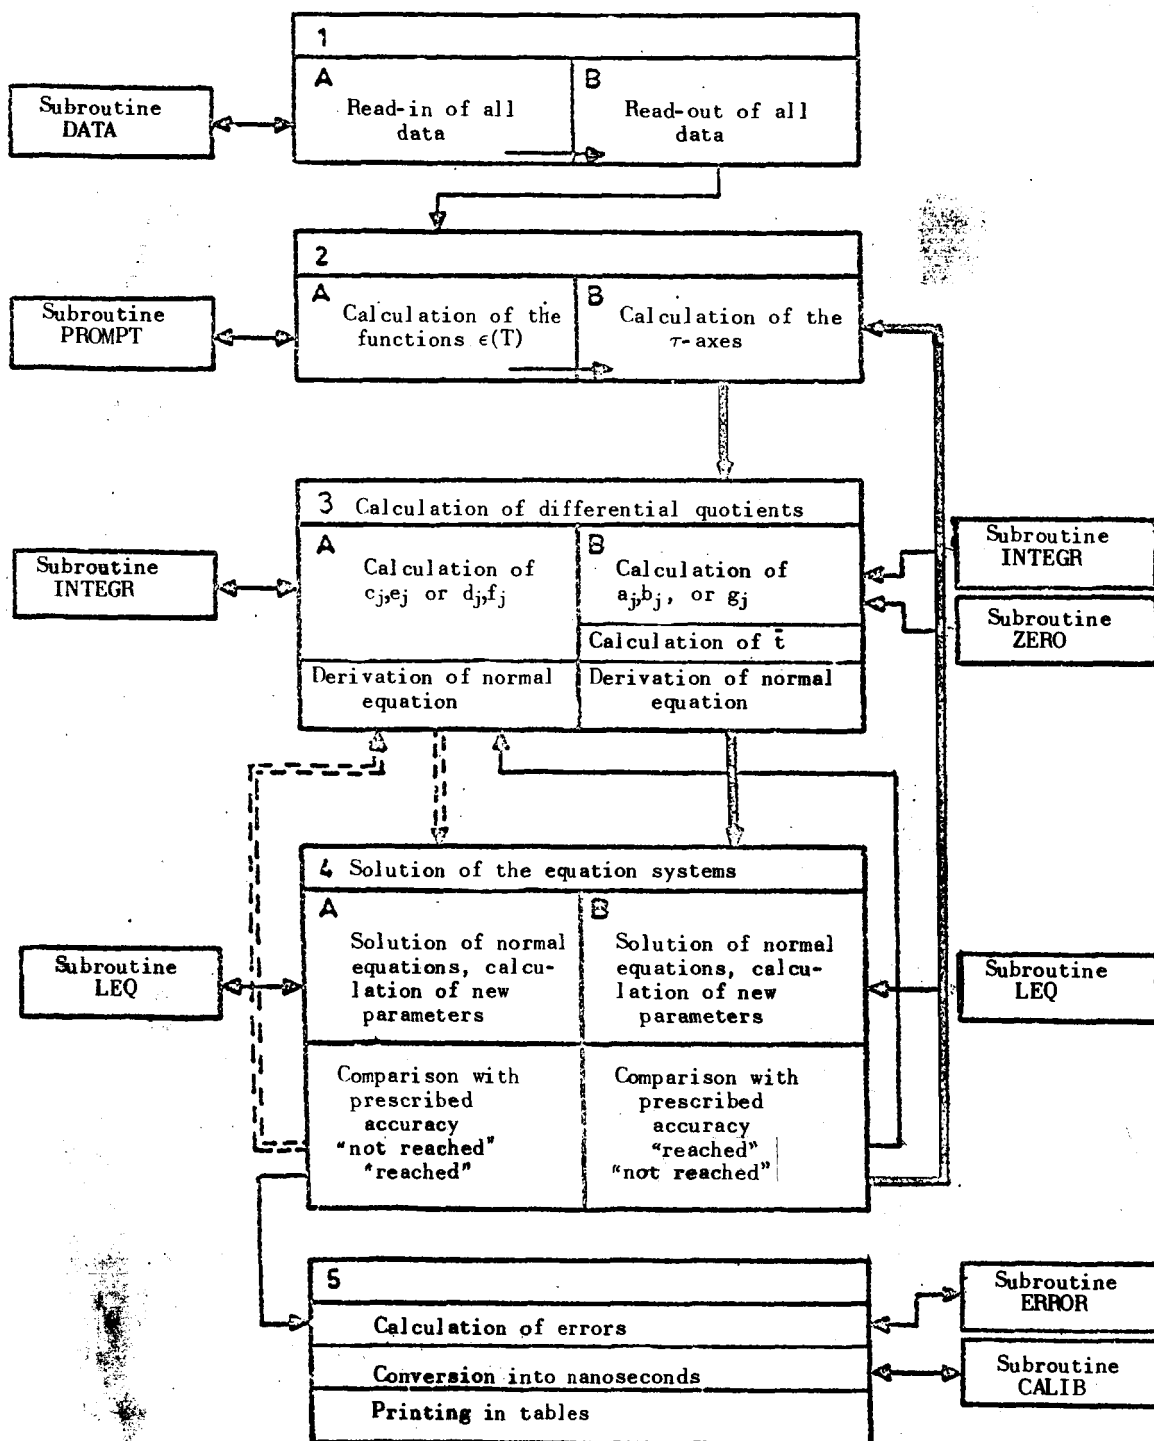 1
A
B
Subroutine
DATA
Read-in of all
data
Read-out of all
data
2
A
B
Subroutine
PROMPT
Calculation of the
functions ϵ(T)
Calculation of the
τ-axes
3 Calculation of differential quotients
A
B
Subroutine
INTEGR
Calculation of
cj,ej or dj,fj
Calculation of
aj,bj, or gj
Calculation of t̄
Derivation of normal
equation
Derivation of normal
equation
Subroutine
INTEGR
Subroutine
ZERO
4 Solution of the equation systems
A
B
Subroutine
LEQ
Solution of normal
equations, calcu-
lation of new
parameters
Solution of normal
equations, calcu-
lation of new
parameters
Subroutine
LEQ
Comparison with
prescribed
accuracy
"not reached"
"reached"
Comparison with
prescribed
accuracy
"reached"
"not reached"
5
Calculation of errors
Conversion into nanoseconds
Printing in tables
Subroutine
ERROR
Subroutine
CALIB